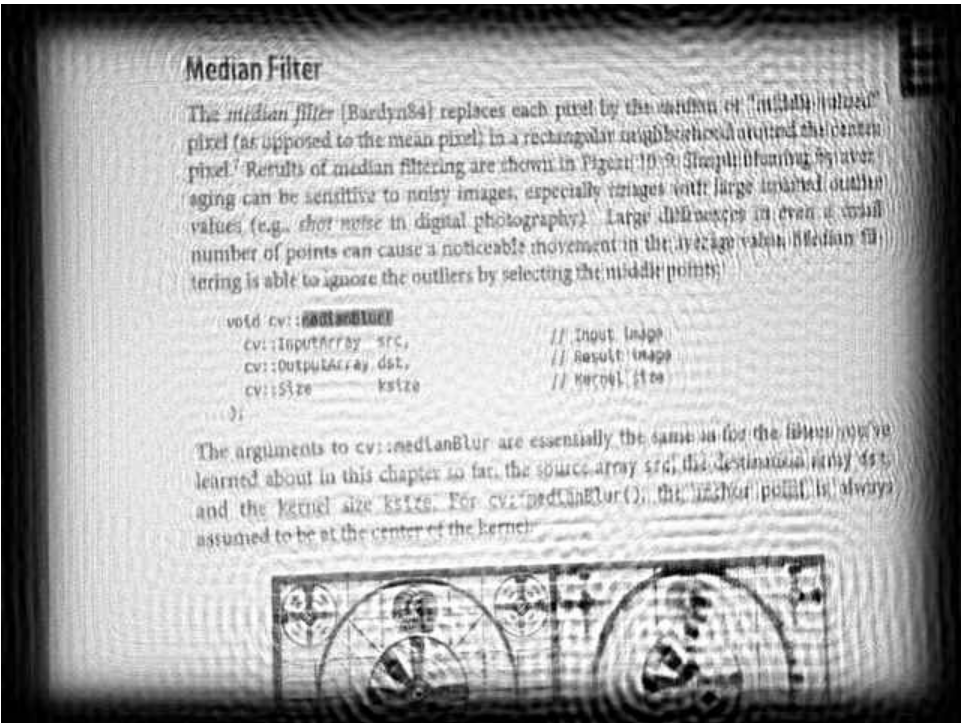 Median Filter
The median filter [Bardyn84] replaces each pixel by the median or "middle-valued"
pixel (as opposed to the mean pixel) in a rectangular neighborhood around the center
pixel.7 Results of median filtering are shown in Figure 10-9. Simple blurring by aver‐
aging can be sensitive to noisy images, especially images with large isolated outlier
values (e.g., shot noise in digital photography). Large differences in even a small
number of points can cause a noticeable movement in the average value. Median fil‐
tering is able to ignore the outliers by selecting the middle points.
void cv::medianBlur(
cv::InputArray src, // Input image
cv::OutputArray dst, // Result image
cv::Size ksize // Kernel size
);
The arguments to cv::medianBlur are essentially the same as for the filters you've
learned about in this chapter so far: the source array src, the destination array dst,
and the kernel size ksize. For cv::medianBlur(), the anchor point is always
assumed to be at the center of the kernel.